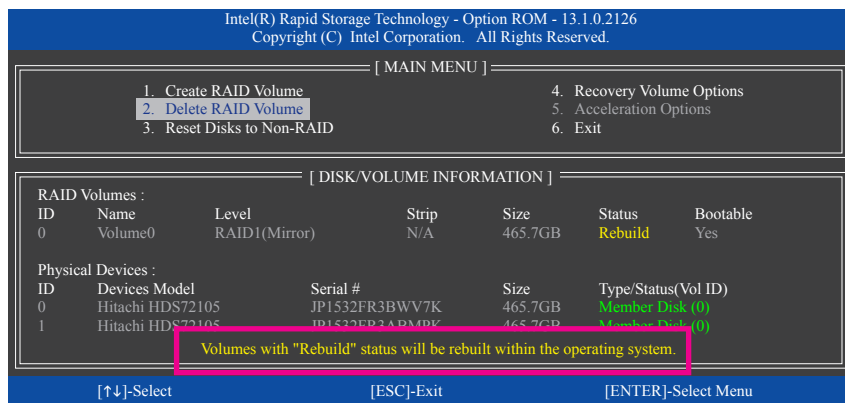 Intel(R) Rapid Storage Technology - Option ROM - 13.1.0.2126
Copyright (C) Intel Corporation. All Rights Reserved.
[ MAIN MENU ]
1. Create RAID Volume
2. Delete RAID Volume
3. Reset Disks to Non-RAID
4. Recovery Volume Options
5. Acceleration Options
6. Exit
[ DISK/VOLUME INFORMATION ]
RAID Volumes :
ID Name Level Strip Size Status Bootable
0 Volume0 RAID1(Mirror) N/A 465.7GB Rebuild Yes
Physical Devices :
ID Devices Model Serial # Size Type/Status(Vol ID)
0 Hitachi HDS72105 JP1532FR3BWV7K 465.7GB Member Disk (0)
1 Hitachi HDS72105 JP1532FR3ABMPK 465.7GB Member Disk (0)
Volumes with "Rebuild" status will be rebuilt within the operating system.
[↑↓]-Select [ESC]-Exit [ENTER]-Select Menu